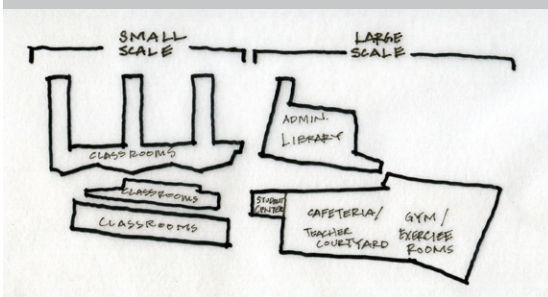 SMALL
SCALE
LARGE
SCALE
CLASSROOMS
CLASSROOMS
CLASSROOMS
ADMIN.
LIBRARY
STUDENT
CENTER
CAFETERIA/
TEACHER
COURTYARD
GYM/
EXERCISE
ROOMS